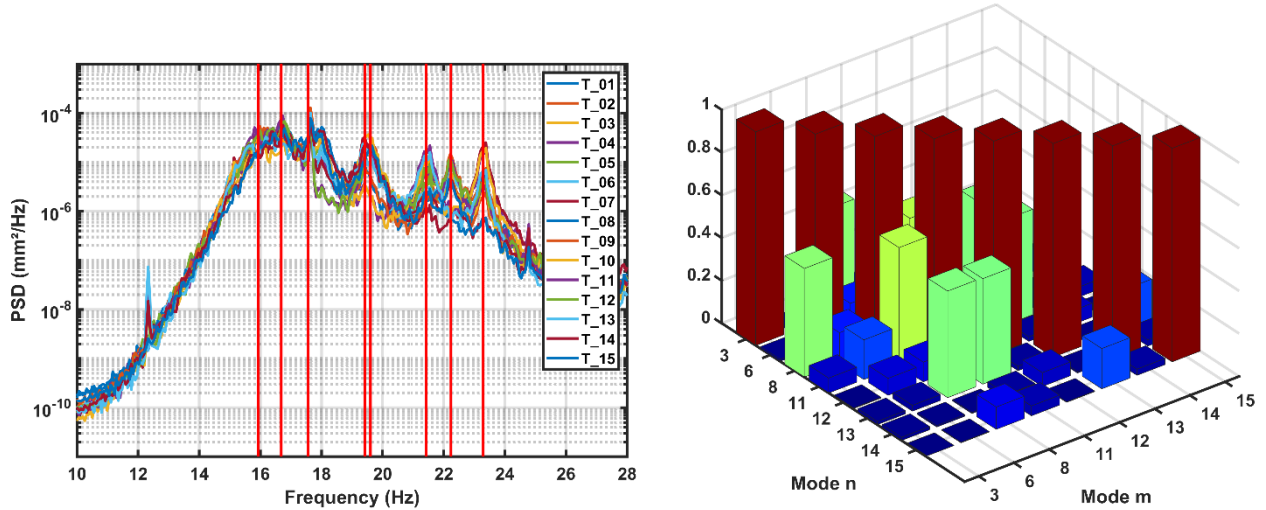 PSD (mm²/Hz)
10⁻⁴
10⁻⁶
10⁻⁸
10⁻¹⁰
10 12 14 16 18 20 22 24 26 28
Frequency (Hz)
T_01
T_02
T_03
T_04
T_05
T_06
T_07
T_08
T_09
T_10
T_11
T_12
T_13
T_14
T_15
1
0.8
0.6
0.4
0.2
0
3
6
8
11
12
13
14
15
Mode n
3
6
8
11
12
13
14
15
Mode m